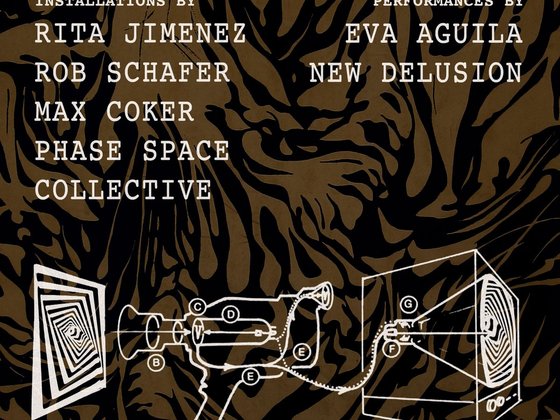 INSTALLATIONS BY
RITA JIMENEZ
ROB SCHAFER
MAX COKER
PHASE SPACE
COLLECTIVE
PERFORMANCES BY
EVA AGUILA
NEW DELUSION
C
D
B
E
E
G
F